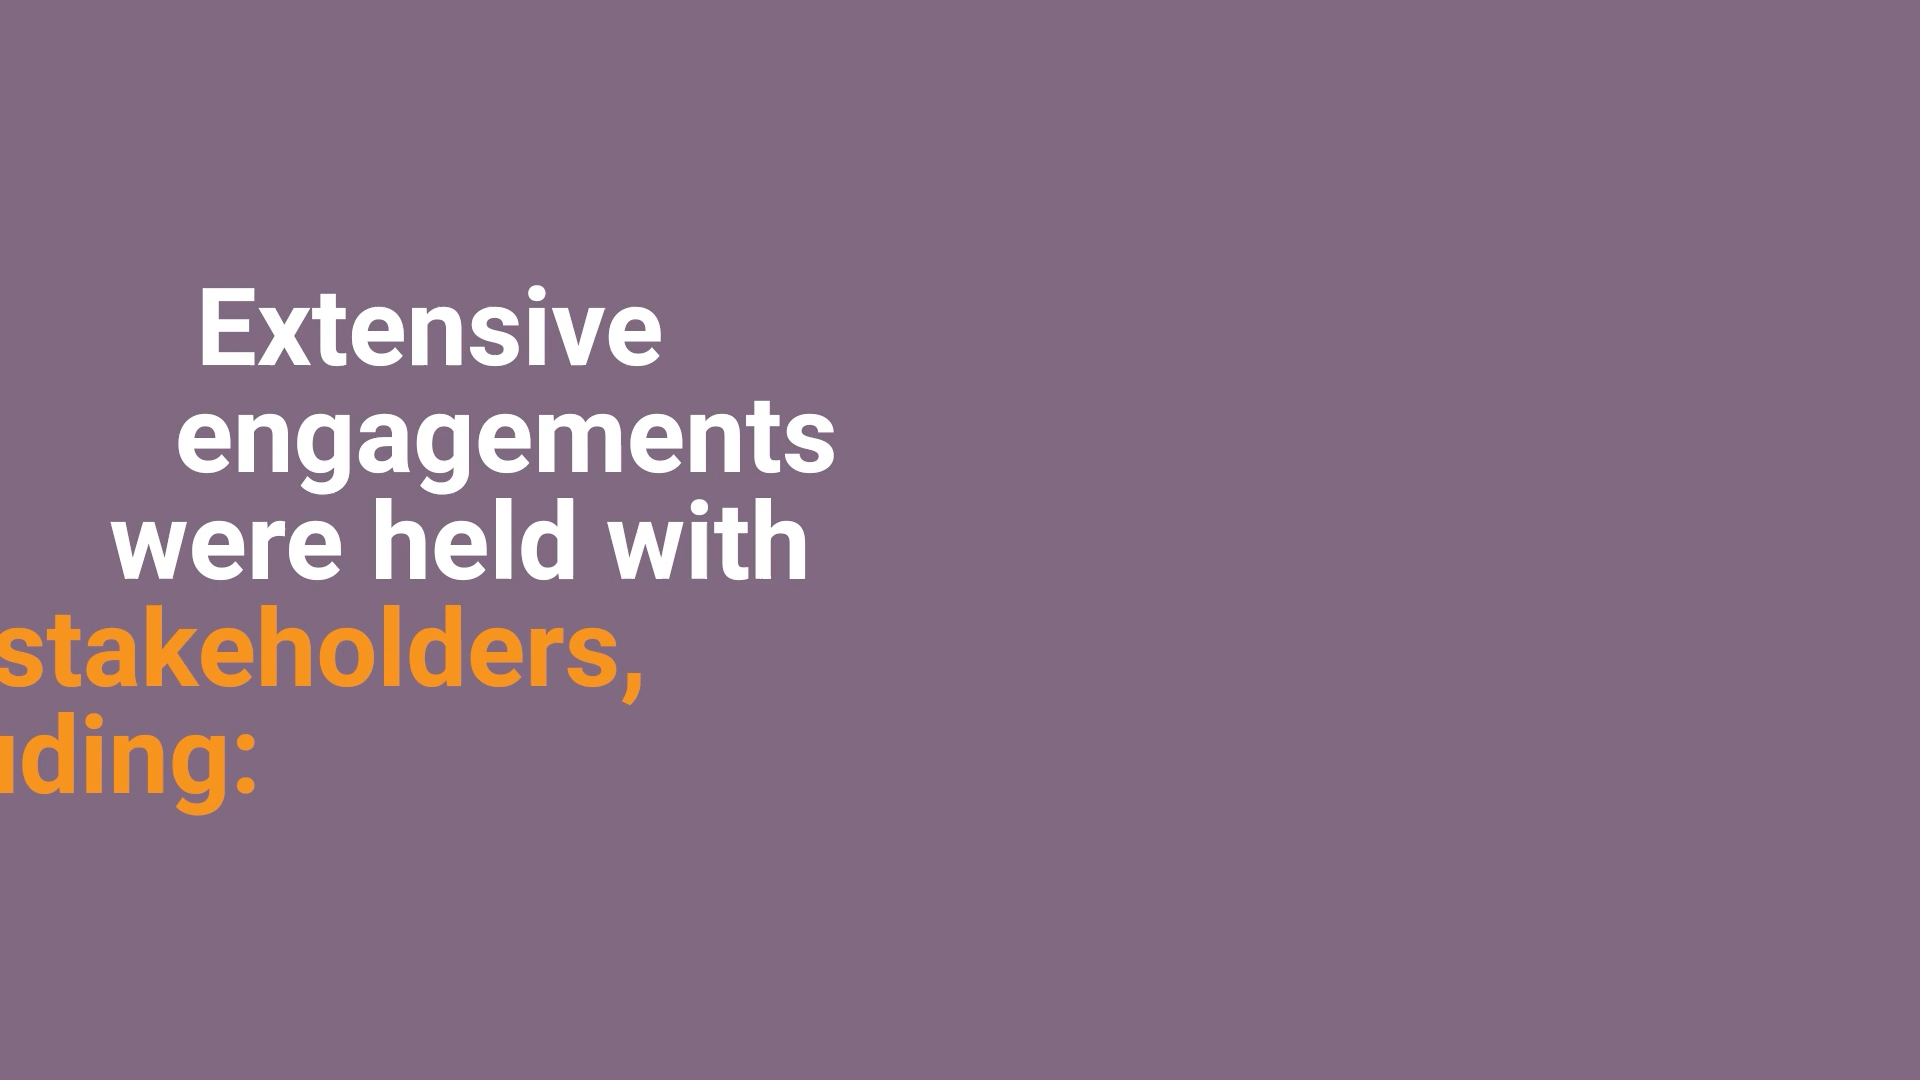 Extensive
engagements
were held with
stakeholders,
uding: